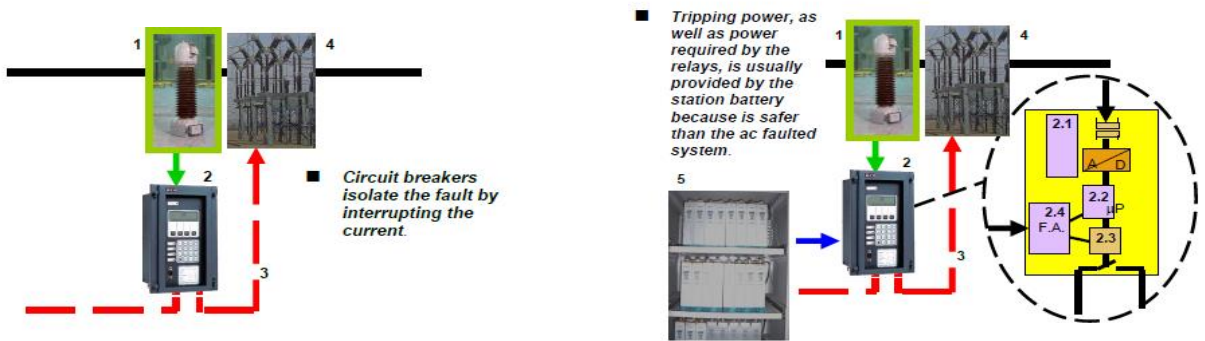 1
4
2
3
■ Circuit breakers
isolate the fault by
interrupting the
current.
■ Tripping power, as
well as power
required by the
relays, is usually
provided by the
station battery
because is safer
than the ac faulted
system.
1
4
2
5
3
2.1
A D
2.2
μP
2.4
F.A.
2.3